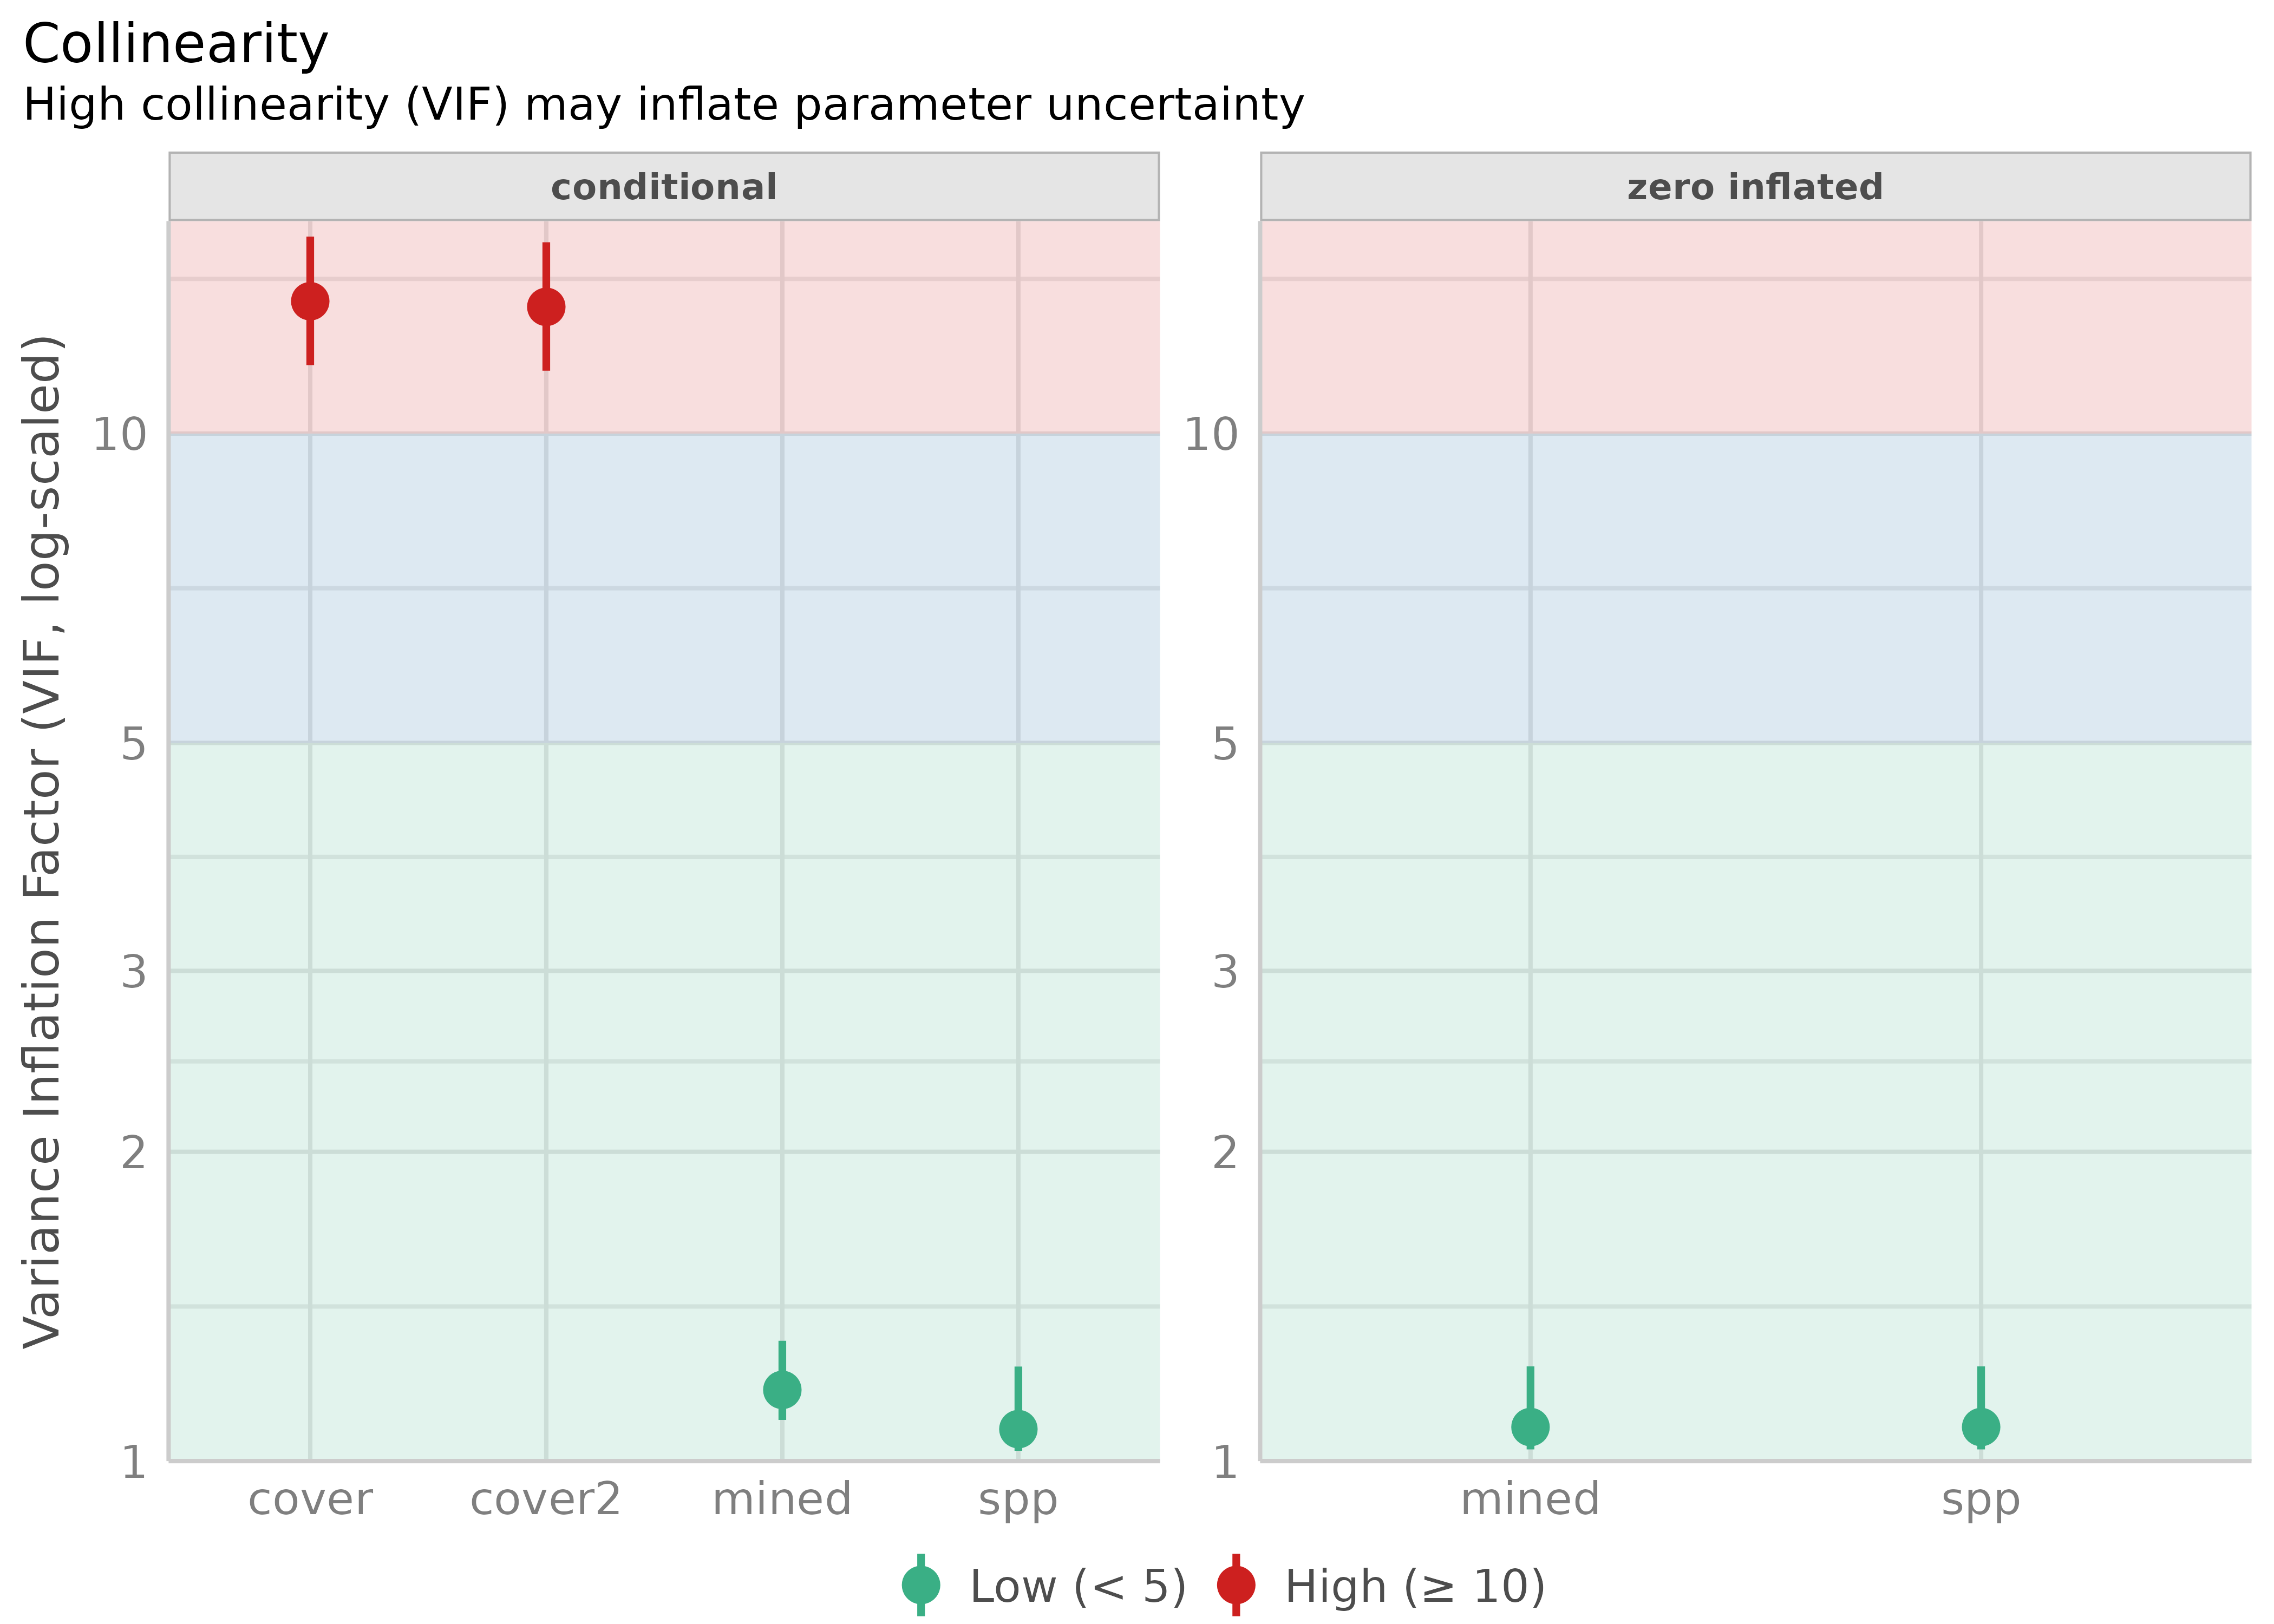 Collinearity
High collinearity (VIF) may inflate parameter uncertainty
conditional
zero inflated
Variance Inflation Factor (VIF, log-scaled)
10
5
3
2
1
10
5
3
2
1
cover cover2 mined spp
mined spp
Low (< 5) High (≥ 10)